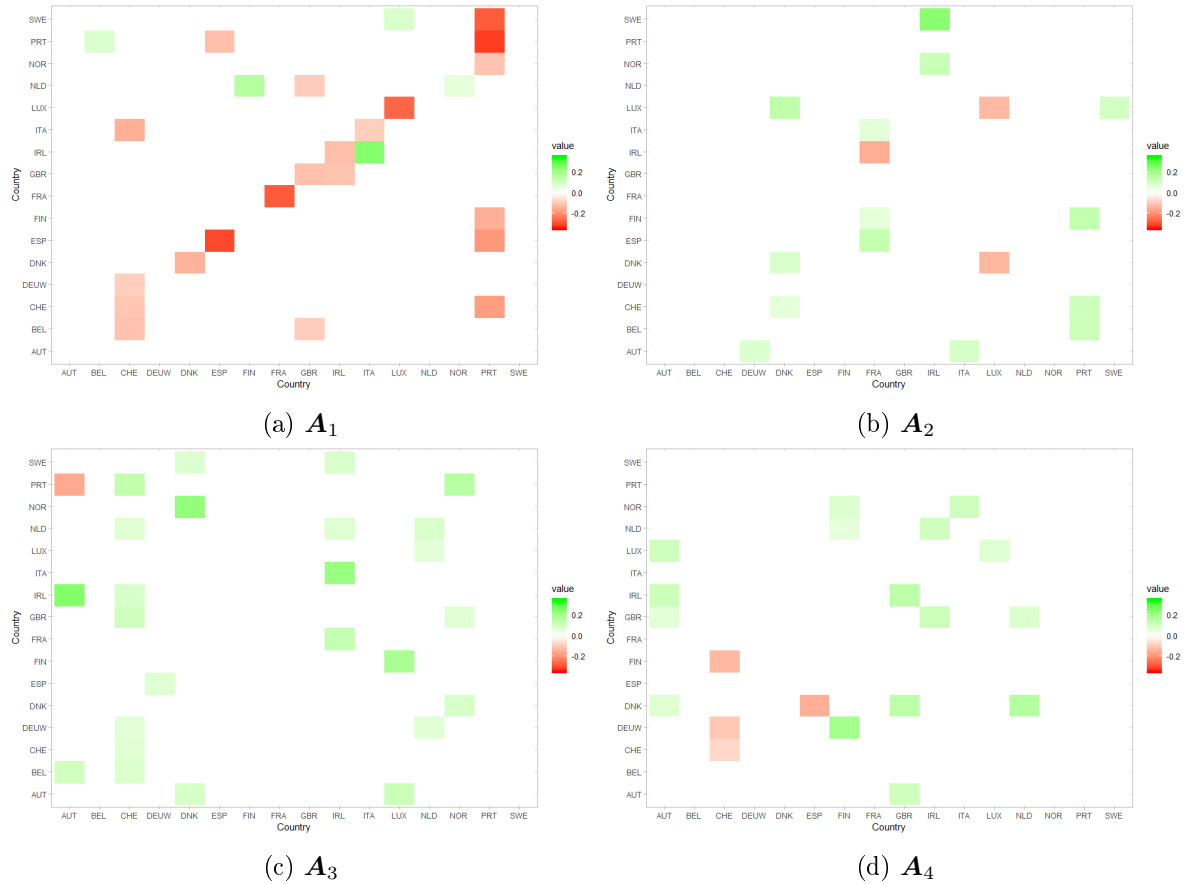 SWE
PRT
NOR
NLD
LUX
ITA
IRL
GBR
FRA
FIN
ESP
DNK
DEUW
CHE
BEL
AUT
Country
AUT BEL CHE DEUW DNK ESP FIN FRA GBR IRL ITA LUX NLD NOR PRT SWE
Country
value
0.2
0.0
-0.2
(a) A1
SWE
PRT
NOR
NLD
LUX
ITA
IRL
GBR
FRA
FIN
ESP
DNK
DEUW
CHE
BEL
AUT
Country
AUT BEL CHE DEUW DNK ESP FIN FRA GBR IRL ITA LUX NLD NOR PRT SWE
Country
value
0.2
0.0
-0.2
(b) A2
SWE
PRT
NOR
NLD
LUX
ITA
IRL
GBR
FRA
FIN
ESP
DNK
DEUW
CHE
BEL
AUT
Country
AUT BEL CHE DEUW DNK ESP FIN FRA GBR IRL ITA LUX NLD NOR PRT SWE
Country
value
0.2
0.0
-0.2
(c) A3
SWE
PRT
NOR
NLD
LUX
ITA
IRL
GBR
FRA
FIN
ESP
DNK
DEUW
CHE
BEL
AUT
Country
AUT BEL CHE DEUW DNK ESP FIN FRA GBR IRL ITA LUX NLD NOR PRT SWE
Country
value
0.2
0.0
-0.2
(d) A4